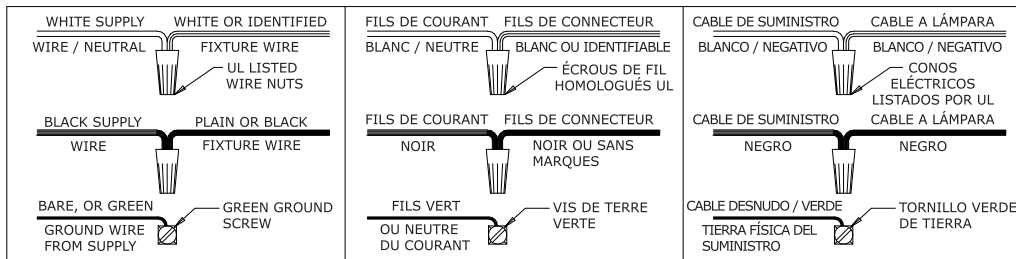 WHITE SUPPLY
WHITE OR IDENTIFIED
WIRE / NEUTRAL
FIXTURE WIRE
UL LISTED
WIRE NUTS
BLACK SUPPLY
PLAIN OR BLACK
WIRE
FIXTURE WIRE
BARE, OR GREEN
GREEN GROUND
SCREW
GROUND WIRE
FROM SUPPLY
FILS DE COURANT
FILS DE CONNECTEUR
BLANC / NEUTRE
BLANC OU IDENTIFIABLE
ÉCROUS DE FIL
HOMOLOGUÉS UL
FILS DE COURANT
FILS DE CONNECTEUR
NOIR
NOIR OU SANS
MARQUES
FILS VERT
VIS DE TERRE
VERTE
OU NEUTRE
DU COURANT
CABLE DE SUMINISTRO
CABLE A LÁMPARA
BLANCO / NEGATIVO
BLANCO / NEGATIVO
CONOS
ELÉCTRICOS
LISTADOS POR UL
CABLE DE SUMINISTRO
CABLE A LÁMPARA
NEGRO
NEGRO
CABLE DESNUDO / VERDE
TORNILLO VERDE
DE TIERRA
TIERRA FÍSICA DEL
SUMINISTRO